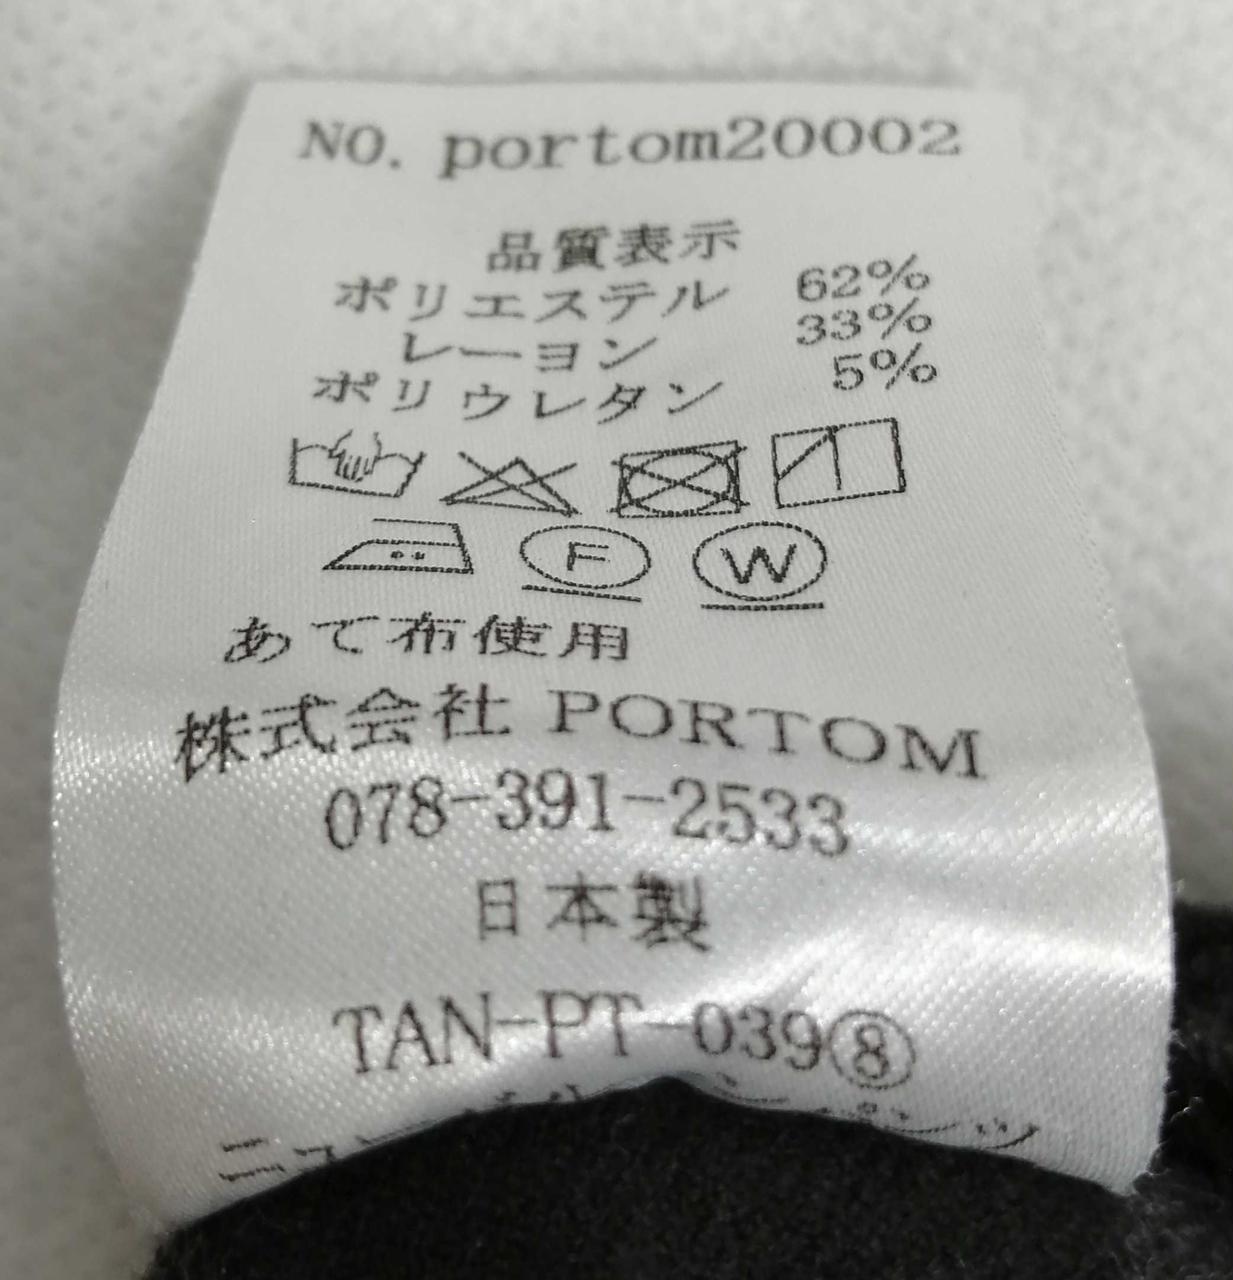 NO. portom20002
品質表示
ポリエステル 62%
レーヨン 33%
ポリウレタン 5%
F W
あて布使用
株式会社 PORTOM
078-391-2533
日本製
TAN-PT-039⑧